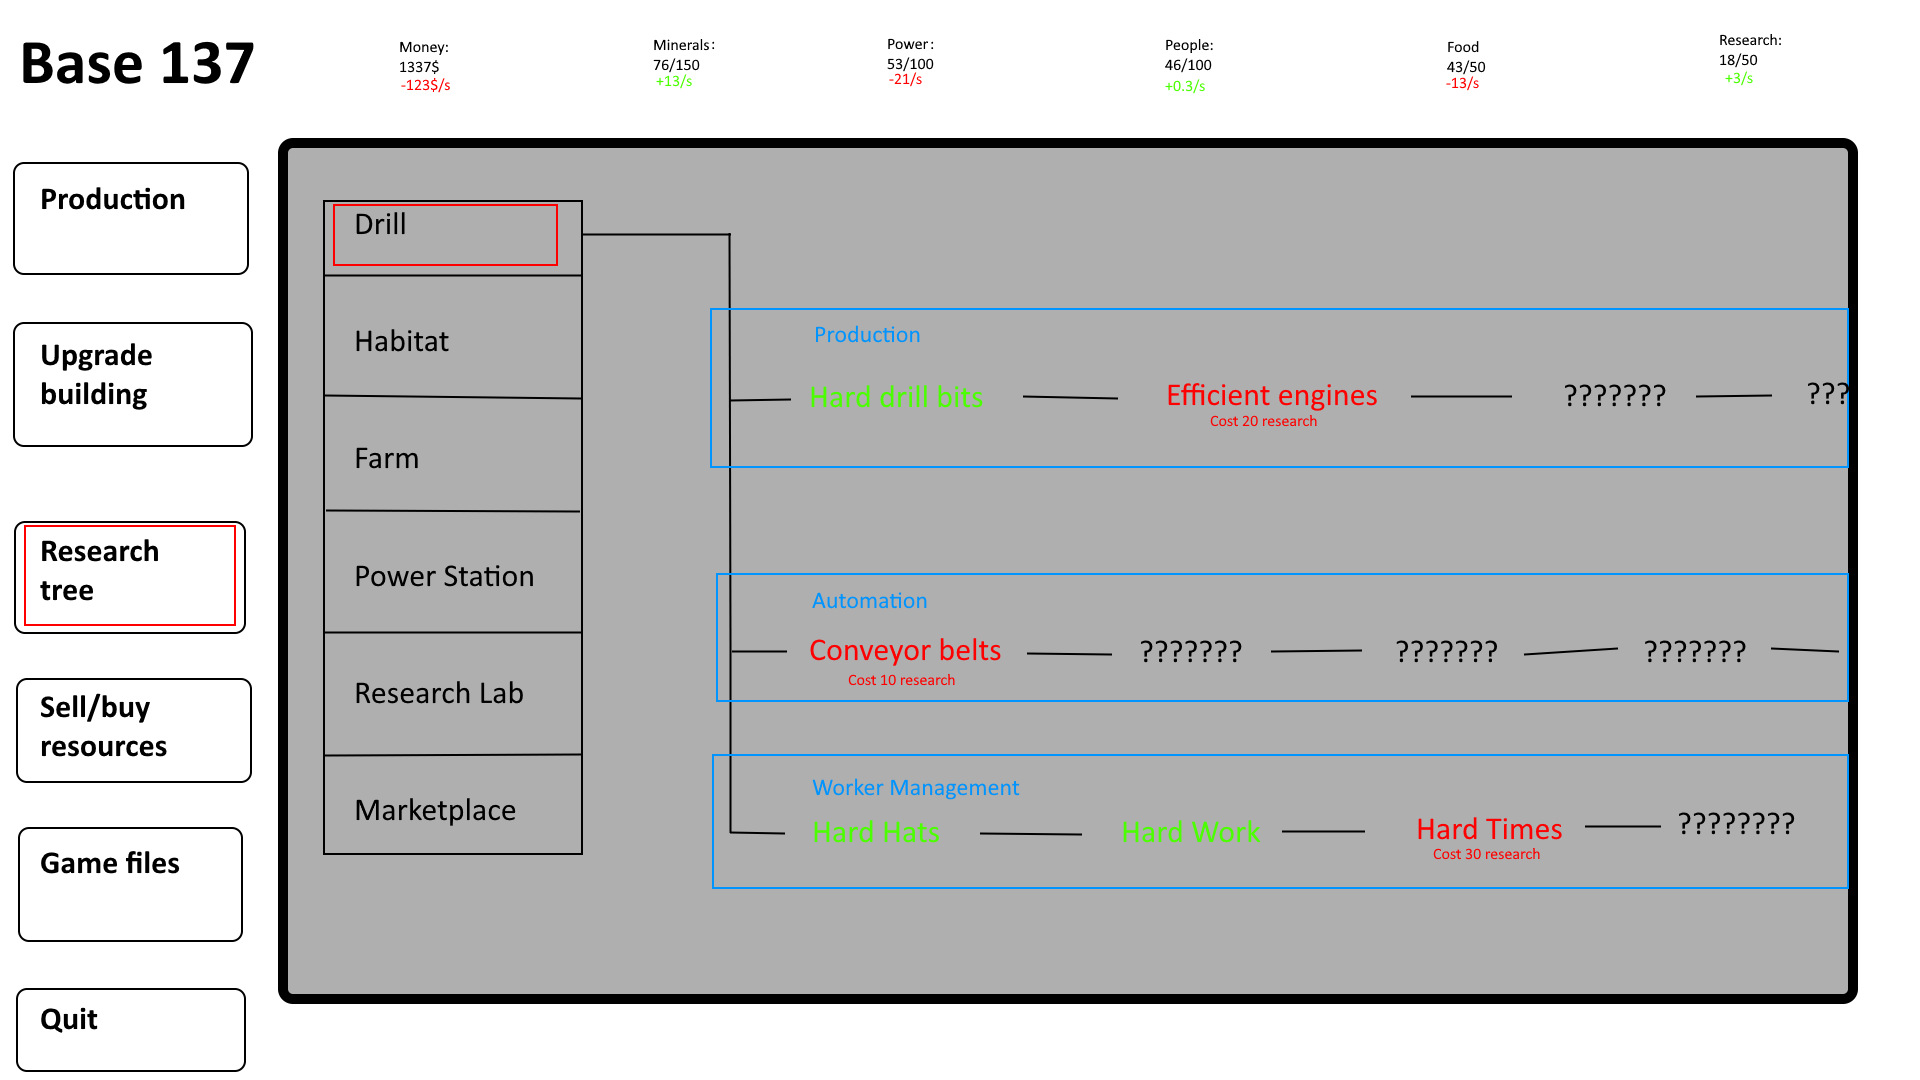 Base 137
Money:
1337$
-123$/s
Minerals:
76/150
+13/s
Power:
53/100
-21/s
People:
46/100
+0.3/s
Food
43/50
-13/s
Research:
18/50
+3/s
Production
Upgrade
building
Research
tree
Sell/buy
resources
Game files
Quit
Drill
Habitat
Farm
Power Station
Research Lab
Marketplace
Production
Hard drill bits
Efficient engines
Cost 20 research
???????
???
Automation
Conveyor belts
Cost 10 research
???????
???????
???????
Worker Management
Hard Hats
Hard Work
Hard Times
Cost 30 research
????????